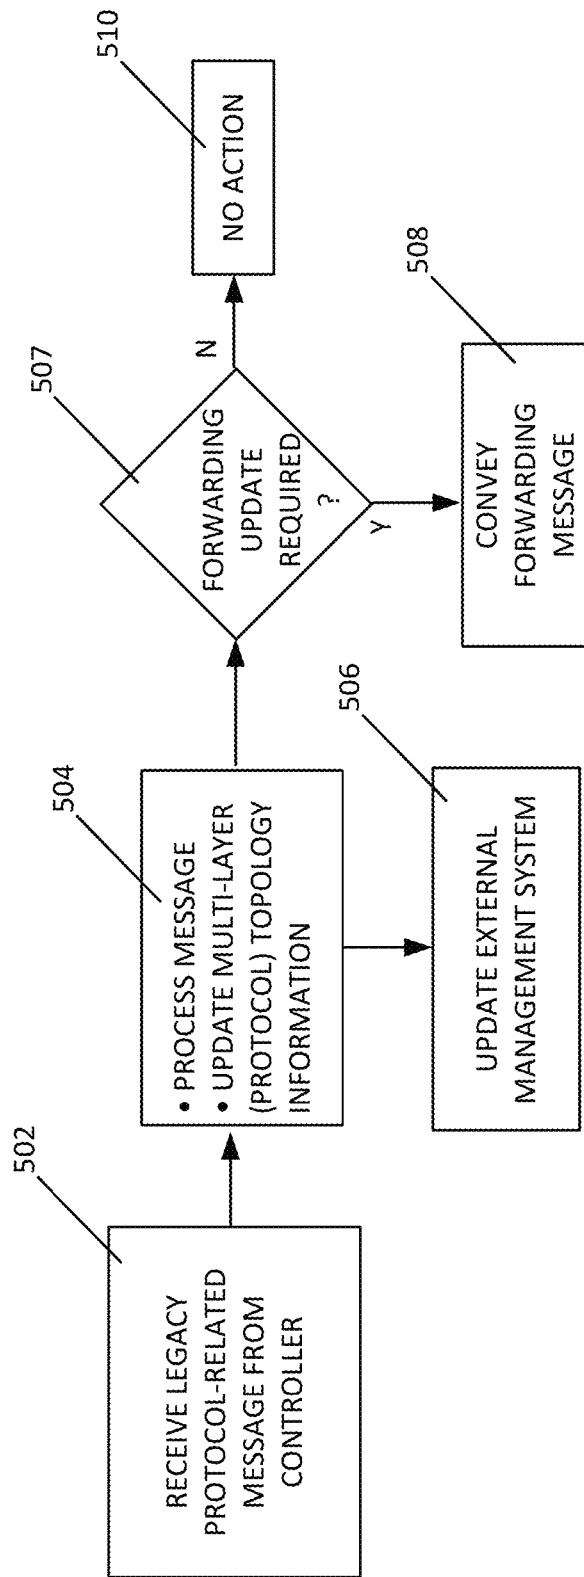 502
RECEIVE LEGACY
PROTOCOL-RELATED
MESSAGE FROM
CONTROLLER
504
• PROCESS MESSAGE
• UPDATE MULTI-LAYER
(PROTOCOL) TOPOLOGY
INFORMATION
506
UPDATE EXTERNAL
MANAGEMENT SYSTEM
507
FORWARDING
UPDATE
REQUIRED
?
N
Y
510
NO ACTION
508
CONVEY
FORWARDING
MESSAGE